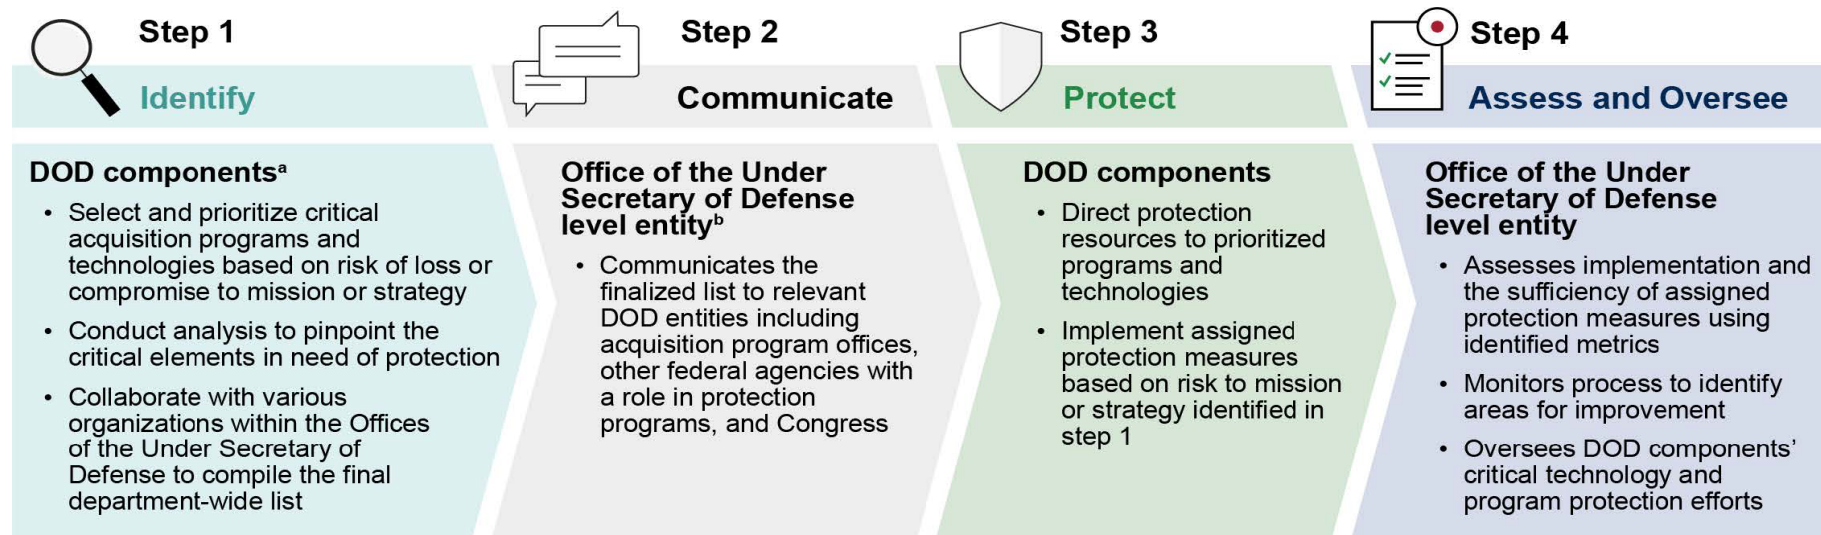 Step 1
Identify
DOD componentsᵃ
• Select and prioritize critical
acquisition programs and
technologies based on risk of loss or
compromise to mission or strategy
• Conduct analysis to pinpoint the
critical elements in need of protection
• Collaborate with various
organizations within the Offices
of the Under Secretary of
Defense to compile the final
department-wide list
Step 2
Communicate
Office of the Under
Secretary of Defense
level entityᵇ
• Communicates the
finalized list to relevant
DOD entities including
acquisition program offices,
other federal agencies with
a role in protection
programs, and Congress
Step 3
Protect
DOD components
• Direct protection
resources to prioritized
programs and
technologies
• Implement assigned
protection measures
based on risk to mission
or strategy identified in
step 1
Step 4
Assess and Oversee
Office of the Under
Secretary of Defense
level entity
• Assesses implementation and
the sufficiency of assigned
protection measures using
identified metrics
• Monitors process to identify
areas for improvement
• Oversees DOD components’
critical technology and
program protection efforts